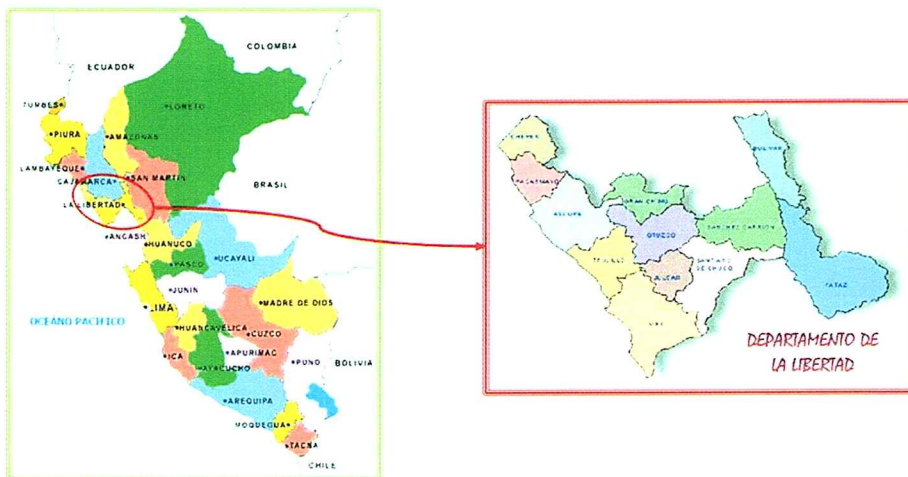 COLOMBIA
ECUADOR
TUMBES
LORETO
PIURA
AMAZONAS
LAMBAYEQUE
CAJAMARCA
SAN MARTIN
BRASIL
LA LIBERTAD
ANCASH
HUANUCO
UCAYALI
PASCO
JUNIN
LIMA
MADRE DE DIOS
OCEANO PACIFICO
HUANCAVELICA
CUZCO
ICA
APURIMAC
PUNO
BOLIVIA
AYACUCHO
AREQUIPA
MOQUEGUA
TACNA
CHILE
CHEPEN
BOLIVAR
PACASMAYO
ASCOPE
GRAN CHIMU
OTUZCO
SANCHEZ CARRION
TRUJILLO
JULCAN
SANTIAGO
DE CHUCO
PATAZ
VIRU
DEPARTAMENTO DE
LA LIBERTAD